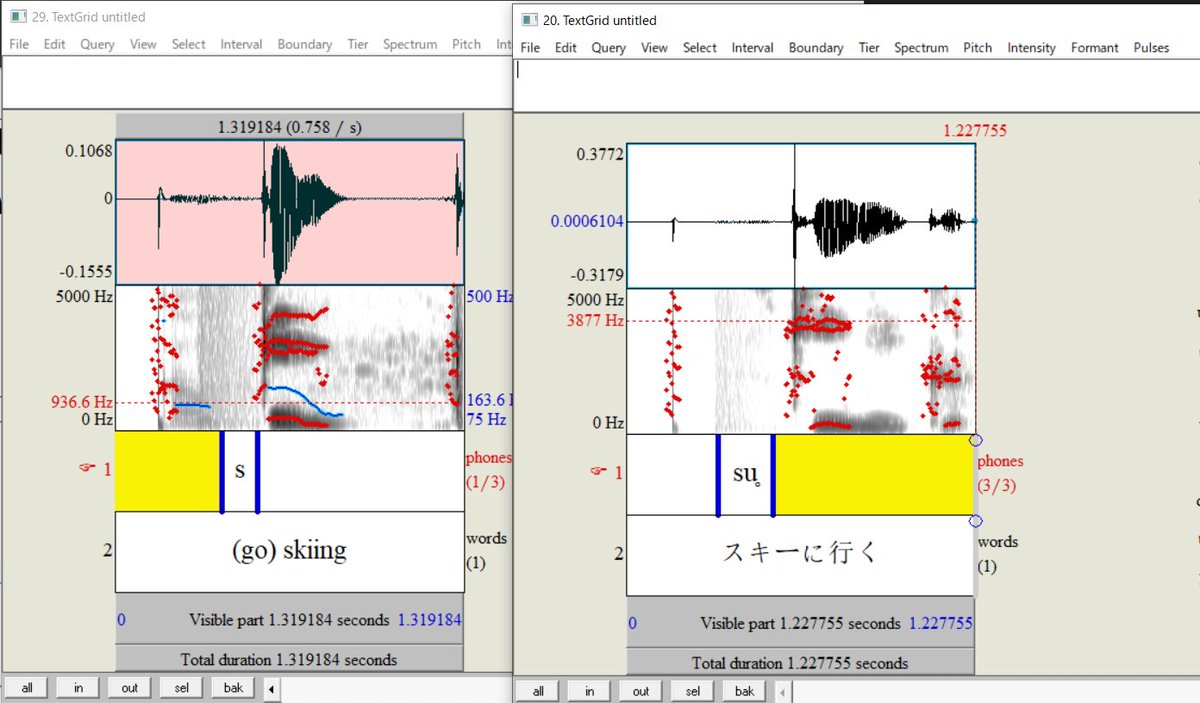 29. TextGrid untitled
File Edit Query View Select Interval Boundary Tier Spectrum Pitch Int
1.319184 (0.758 / s)
0.1068
0
-0.1555
5000 Hz
500 Hz
936.6 Hz
163.6 H
0 Hz
75 Hz
1
s
phones
(1/3)
2
(go) skiing
words
(1)
0
Visible part 1.319184 seconds
1.319184
Total duration 1.319184 seconds
all in out sel bak
20. TextGrid untitled
File Edit Query View Select Interval Boundary Tier Spectrum Pitch Intensity Formant Pulses
1.227755
0.3772
0.0006104
-0.3179
5000 Hz
3877 Hz
0 Hz
1
su̥
phones
(3/3)
2
スキーに行く
words
(1)
0
Visible part 1.227755 seconds
1.227755
Total duration 1.227755 seconds
all in out sel bak